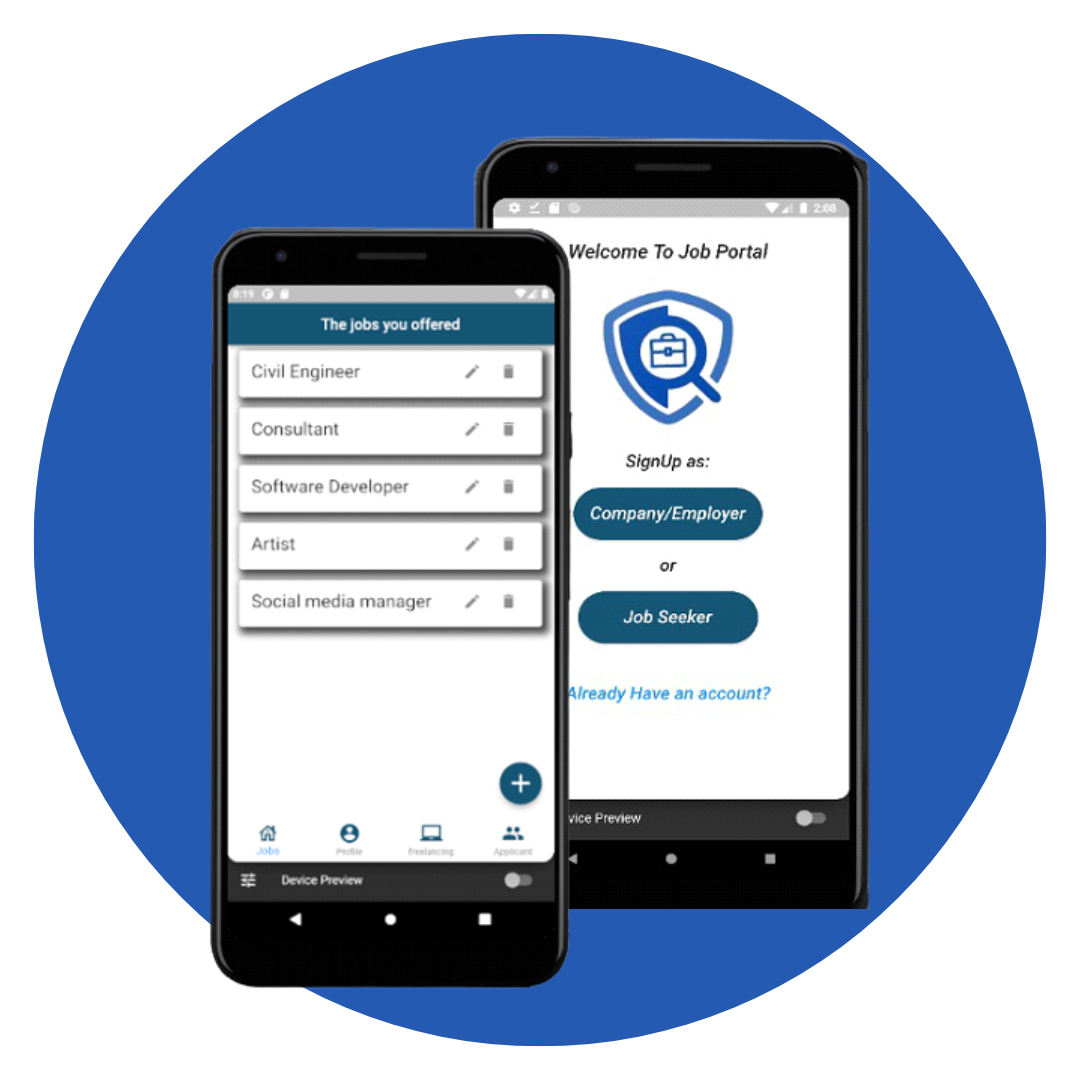 8:19
The jobs you offered
Civil Engineer
Consultant
Software Developer
Artist
Social media manager
Jobs
Profile
freelancing
Applicant
Device Preview
2:08
Welcome To Job Portal
SignUp as:
Company/Employer
or
Job Seeker
Already Have an account?
vice Preview